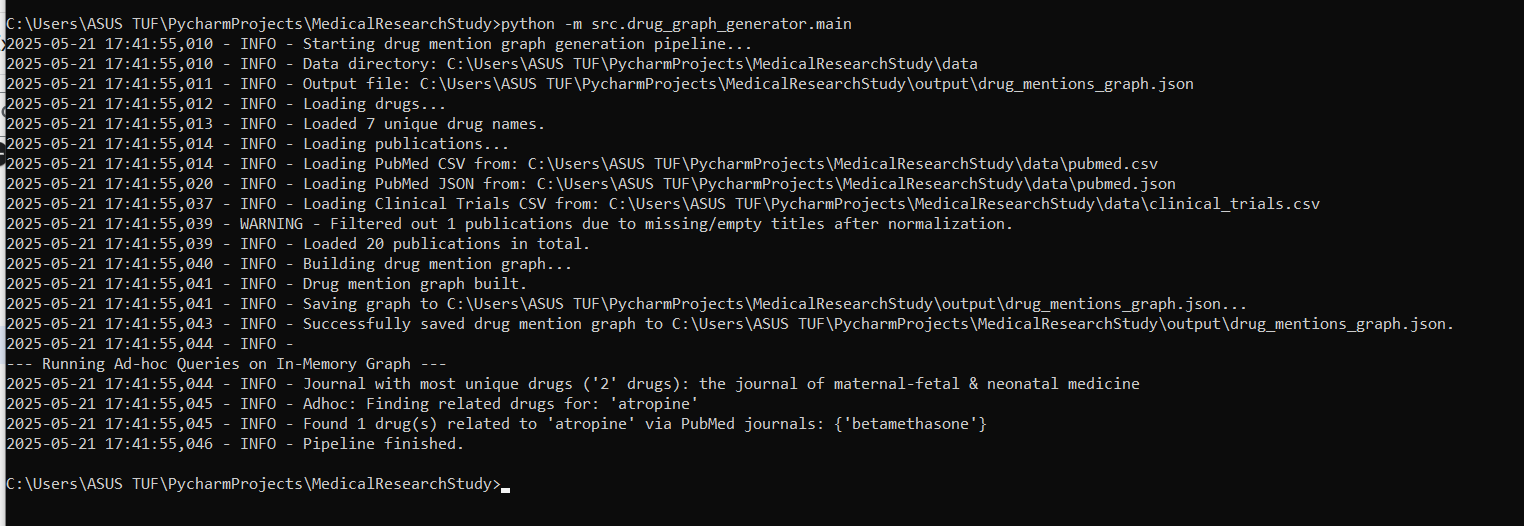 C:\Users\ASUS TUF\PycharmProjects\MedicalResearchStudy>python -m src.drug_graph_generator.main
2025-05-21 17:41:55,010 - INFO - Starting drug mention graph generation pipeline...
2025-05-21 17:41:55,010 - INFO - Data directory: C:\Users\ASUS TUF\PycharmProjects\MedicalResearchStudy\data
2025-05-21 17:41:55,011 - INFO - Output file: C:\Users\ASUS TUF\PycharmProjects\MedicalResearchStudy\output\drug_mentions_graph.json
2025-05-21 17:41:55,012 - INFO - Loading drugs...
2025-05-21 17:41:55,013 - INFO - Loaded 7 unique drug names.
2025-05-21 17:41:55,014 - INFO - Loading publications...
2025-05-21 17:41:55,014 - INFO - Loading PubMed CSV from: C:\Users\ASUS TUF\PycharmProjects\MedicalResearchStudy\data\pubmed.csv
2025-05-21 17:41:55,020 - INFO - Loading PubMed JSON from: C:\Users\ASUS TUF\PycharmProjects\MedicalResearchStudy\data\pubmed.json
2025-05-21 17:41:55,037 - INFO - Loading Clinical Trials CSV from: C:\Users\ASUS TUF\PycharmProjects\MedicalResearchStudy\data\clinical_trials.csv
2025-05-21 17:41:55,039 - WARNING - Filtered out 1 publications due to missing/empty titles after normalization.
2025-05-21 17:41:55,039 - INFO - Loaded 20 publications in total.
2025-05-21 17:41:55,040 - INFO - Building drug mention graph...
2025-05-21 17:41:55,041 - INFO - Drug mention graph built.
2025-05-21 17:41:55,041 - INFO - Saving graph to C:\Users\ASUS TUF\PycharmProjects\MedicalResearchStudy\output\drug_mentions_graph.json...
2025-05-21 17:41:55,043 - INFO - Successfully saved drug mention graph to C:\Users\ASUS TUF\PycharmProjects\MedicalResearchStudy\output\drug_mentions_graph.json.
2025-05-21 17:41:55,044 - INFO -
--- Running Ad-hoc Queries on In-Memory Graph ---
2025-05-21 17:41:55,044 - INFO - Journal with most unique drugs ('2' drugs): the journal of maternal-fetal & neonatal medicine
2025-05-21 17:41:55,045 - INFO - Adhoc: Finding related drugs for: 'atropine'
2025-05-21 17:41:55,045 - INFO - Found 1 drug(s) related to 'atropine' via PubMed journals: {'betamethasone'}
2025-05-21 17:41:55,046 - INFO - Pipeline finished.
C:\Users\ASUS TUF\PycharmProjects\MedicalResearchStudy>